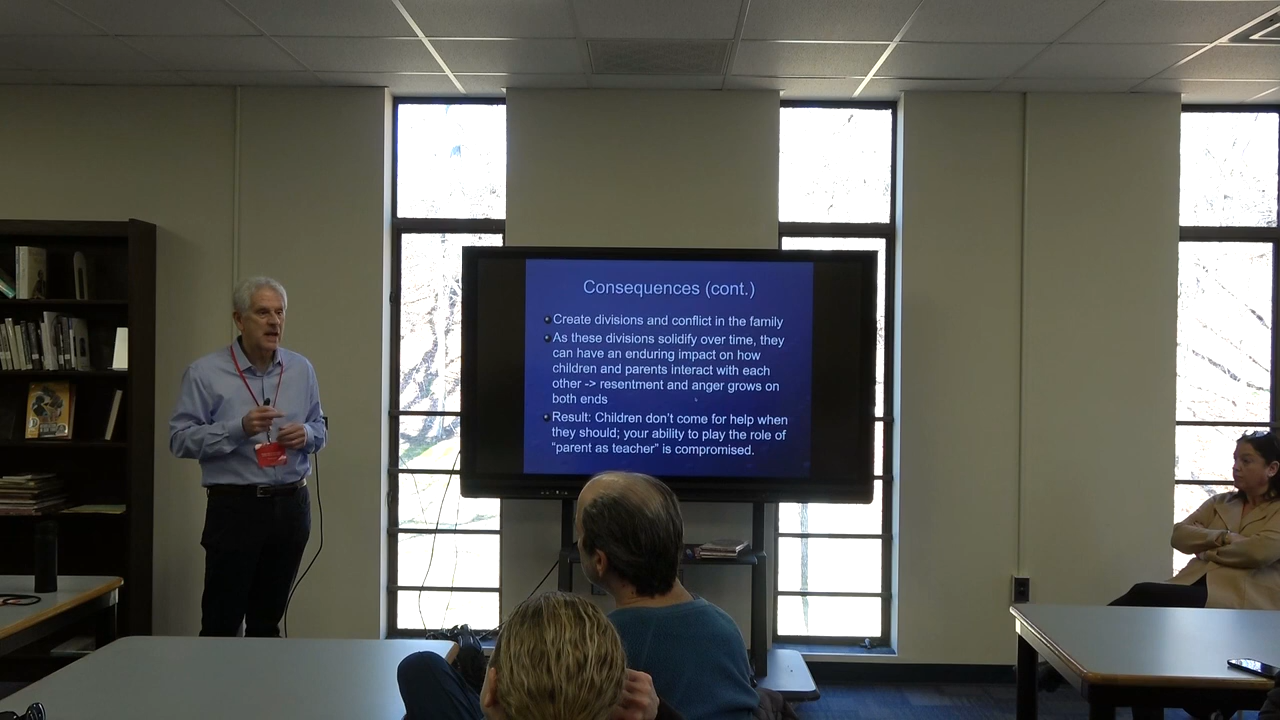 Consequences (cont.)
Create divisions and conflict in the family
As these divisions solidify over time, they
can have an enduring impact on how
children and parents interact with each
other -> resentment and anger grows on
both ends
Result: Children don't come for help when
they should; your ability to play the role of
“parent as teacher” is compromised.